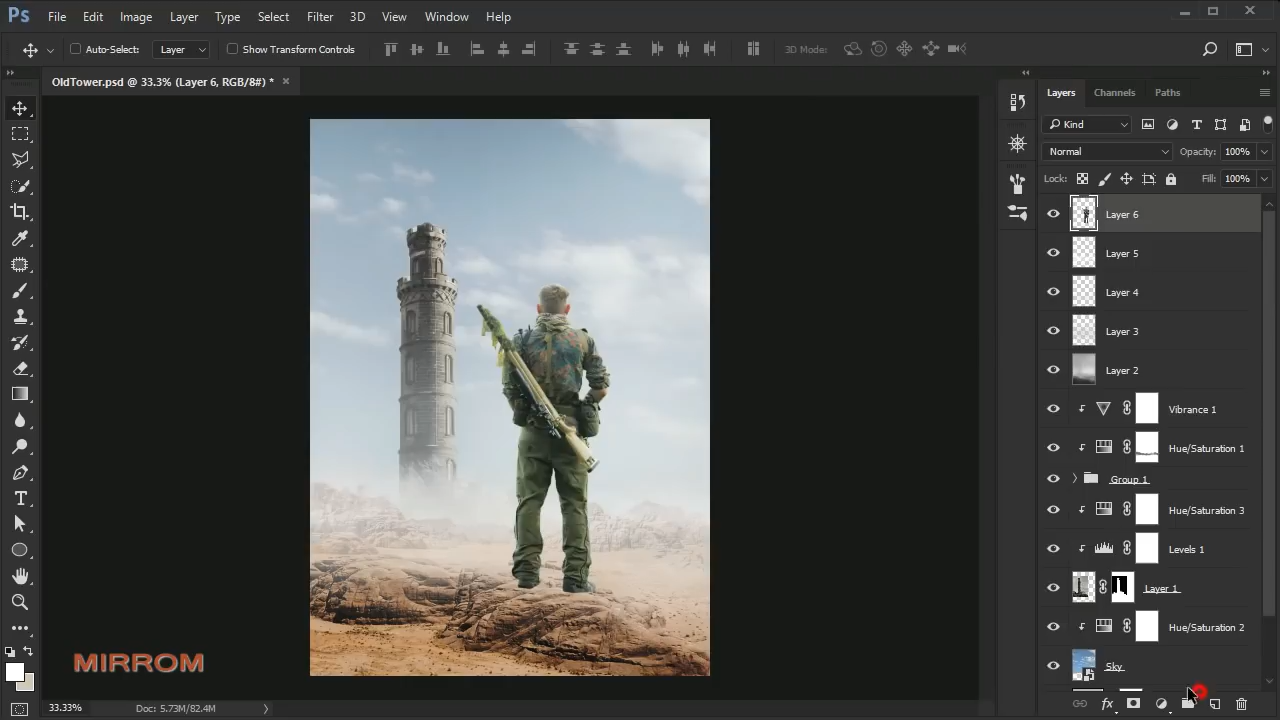 Ps File Edit Image Layer Type Select Filter 3D View Window Help
Auto-Select: Layer Show Transform Controls 3D Mode:
OldTower.psd @ 33.3% (Layer 6, RGB/8#) * ×
Layers Channels Paths
Kind
Normal Opacity: 100%
Lock: Fill: 100%
Layer 6
Layer 5
Layer 4
Layer 3
Layer 2
Vibrance 1
Hue/Saturation 1
Group 1
Hue/Saturation 3
Levels 1
Layer 1
Hue/Saturation 2
Sky
MIRROM
33.33% Doc: 5.73M/82.4M
fx